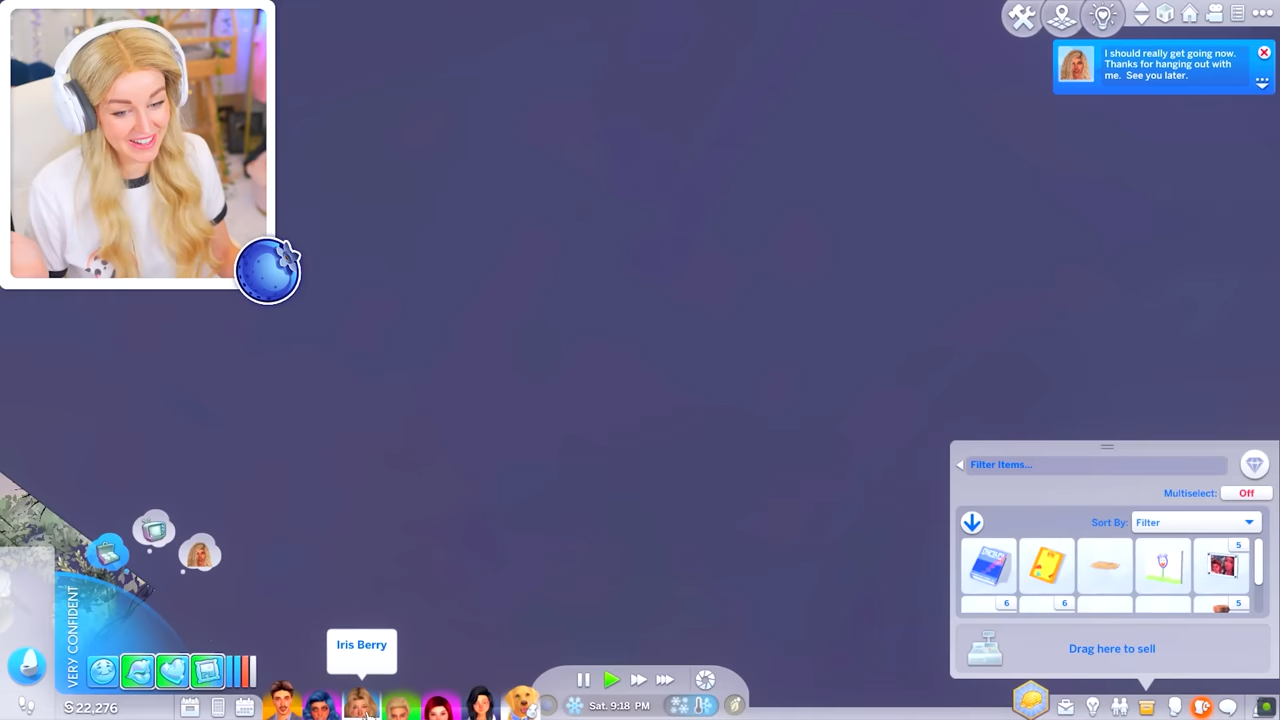 I should really get going now.
Thanks for hanging out with
me. See you later.
Filter Items...
Multiselect: Off
Sort By: Filter
5
6
6
5
Drag here to sell
Iris Berry
VERY CONFIDENT
§22,276
Sat. 9:18 PM